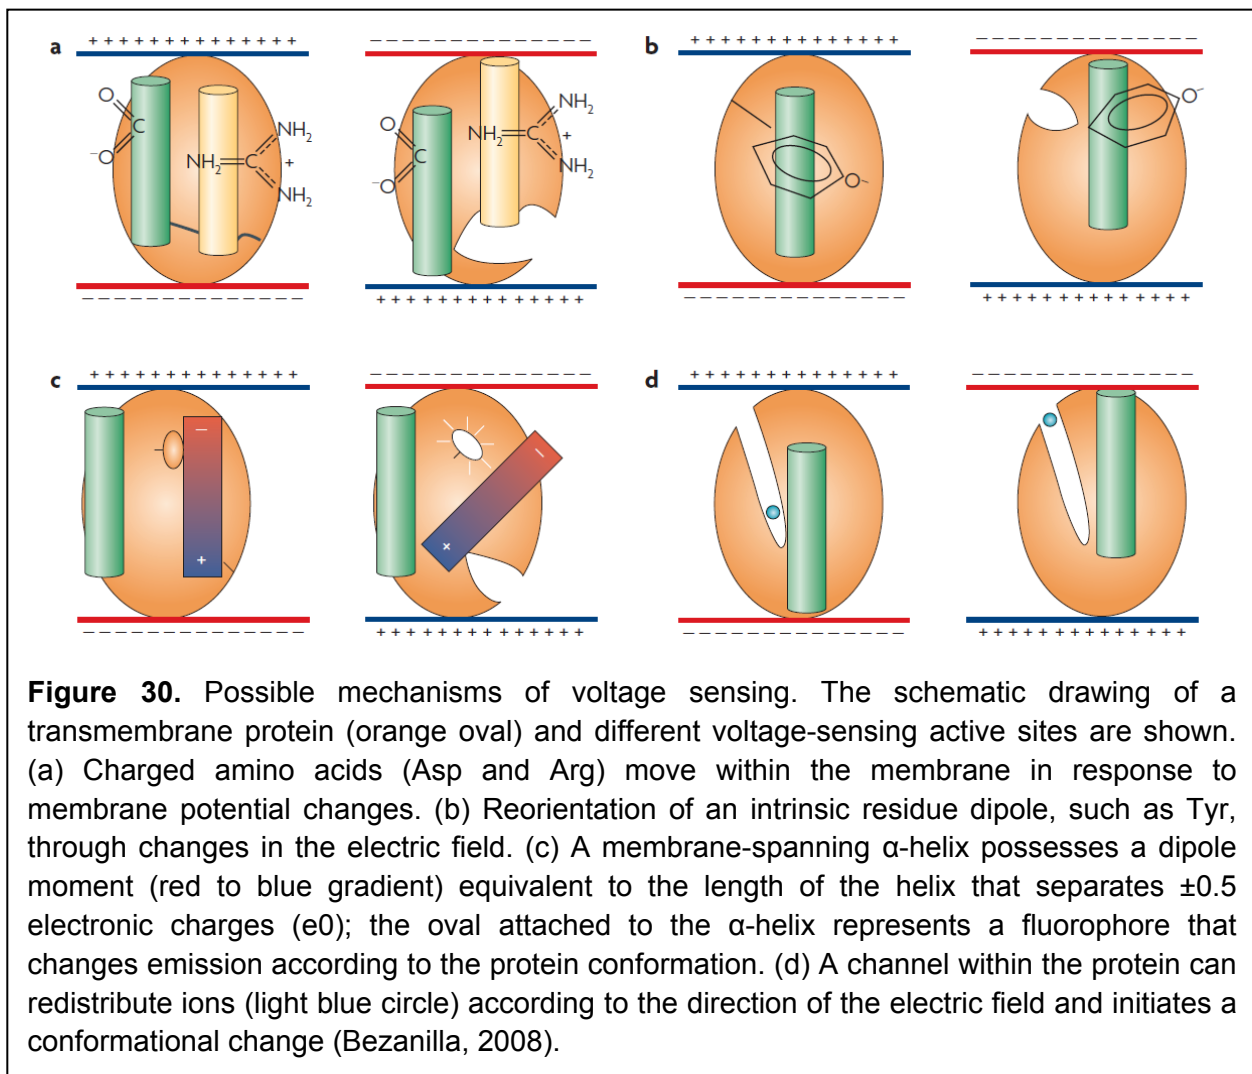 a
+ + + + + + + + + + + + + +
− − − − − − − − − − − − − −
b
+ + + + + + + + + + + + + +
− − − − − − − − − − − − −
O
C
⁻O
NH₂
NH₂
C
+
NH₂
O
C
⁻O
NH₂
NH₂
C
+
NH₂
O⁻
O⁻
− − − − − − − − − − − − − −
+ + + + + + + + + + + + + +
− − − − − − − − − − − − −
+ + + + + + + + + + + + + +
c
+ + + + + + + + + + + + + +
− − − − − − − − − − − − − −
d
+ + + + + + + + + + + + + +
− − − − − − − − − − − − −
−
+
−
+
− − − − − − − − − − − − − −
+ + + + + + + + + + + + + +
− − − − − − − − − − − − −
+ + + + + + + + + + + + + +
Figure 30. Possible mechanisms of voltage sensing. The schematic drawing of a
transmembrane protein (orange oval) and different voltage-sensing active sites are shown.
(a) Charged amino acids (Asp and Arg) move within the membrane in response to
membrane potential changes. (b) Reorientation of an intrinsic residue dipole, such as Tyr,
through changes in the electric field. (c) A membrane-spanning α-helix possesses a dipole
moment (red to blue gradient) equivalent to the length of the helix that separates ±0.5
electronic charges (e0); the oval attached to the α-helix represents a fluorophore that
changes emission according to the protein conformation. (d) A channel within the protein can
redistribute ions (light blue circle) according to the direction of the electric field and initiates a
conformational change (Bezanilla, 2008).